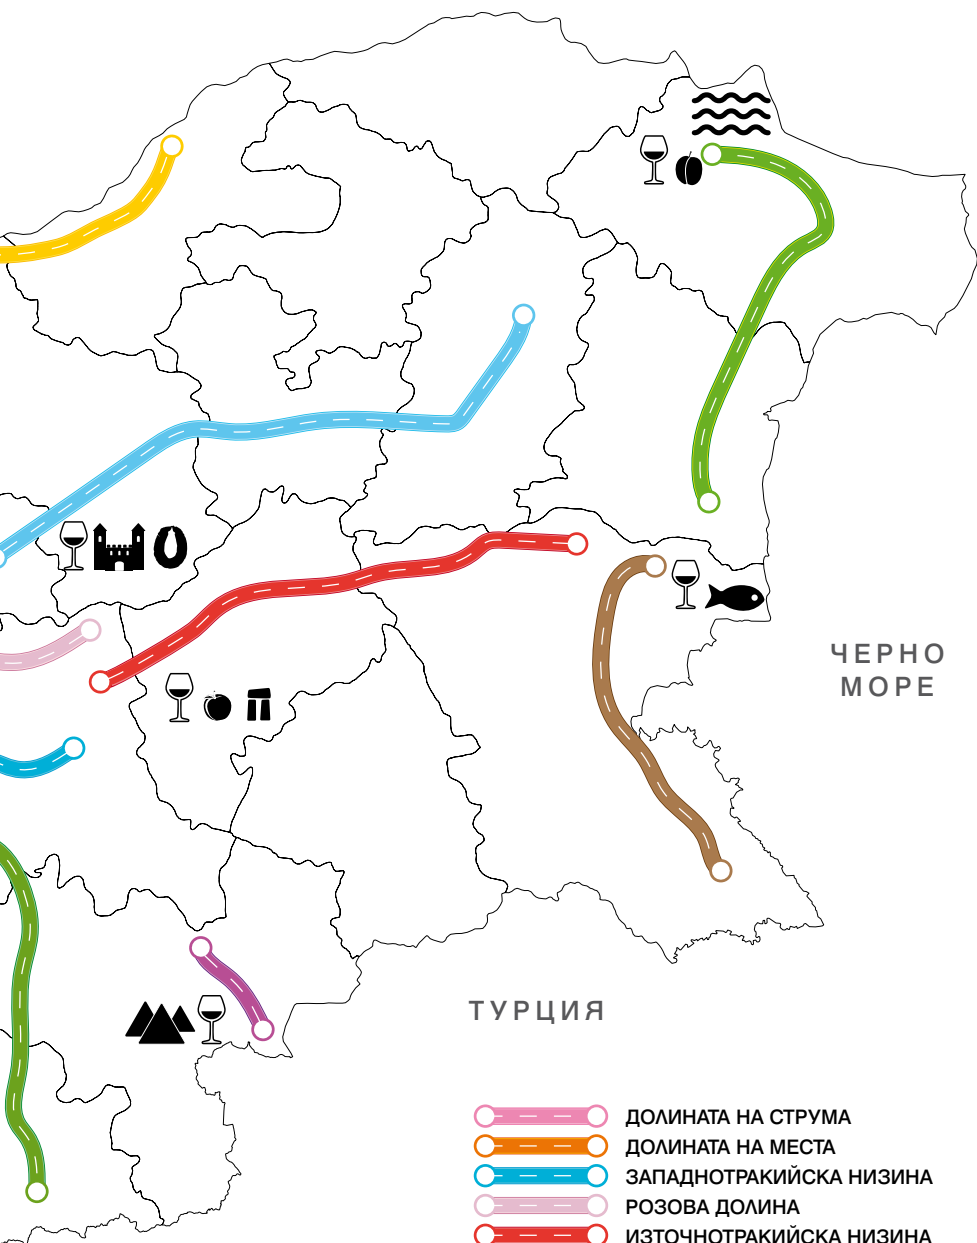 ЧЕРНО
МОРЕ
ТУРЦИЯ
ДОЛИНАТА НА СТРУМА
ДОЛИНАТА НА МЕСТА
ЗАПАДНОТРАКИЙСКА НИЗИНА
РОЗОВА ДОЛИНА
ИЗТОЧНОТРАКИЙСКА НИЗИНА